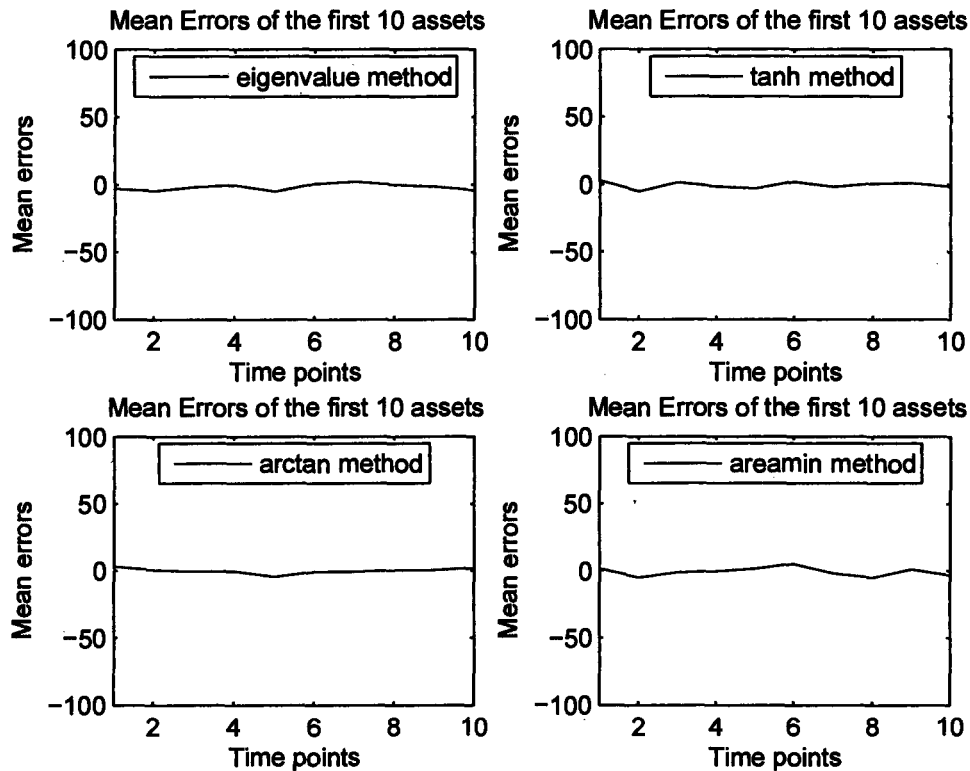 Mean Errors of the first 10 assets
100
50
0
−50
−100
Mean errors
eigenvalue method
2 4 6 8 10
Time points
Mean Errors of the first 10 assets
100
50
0
−50
−100
Mean errors
tanh method
2 4 6 8 10
Time points
Mean Errors of the first 10 assets
100
50
0
−50
−100
Mean errors
arctan method
2 4 6 8 10
Time points
Mean Errors of the first 10 assets
100
50
0
−50
−100
Mean errors
areamin method
2 4 6 8 10
Time points